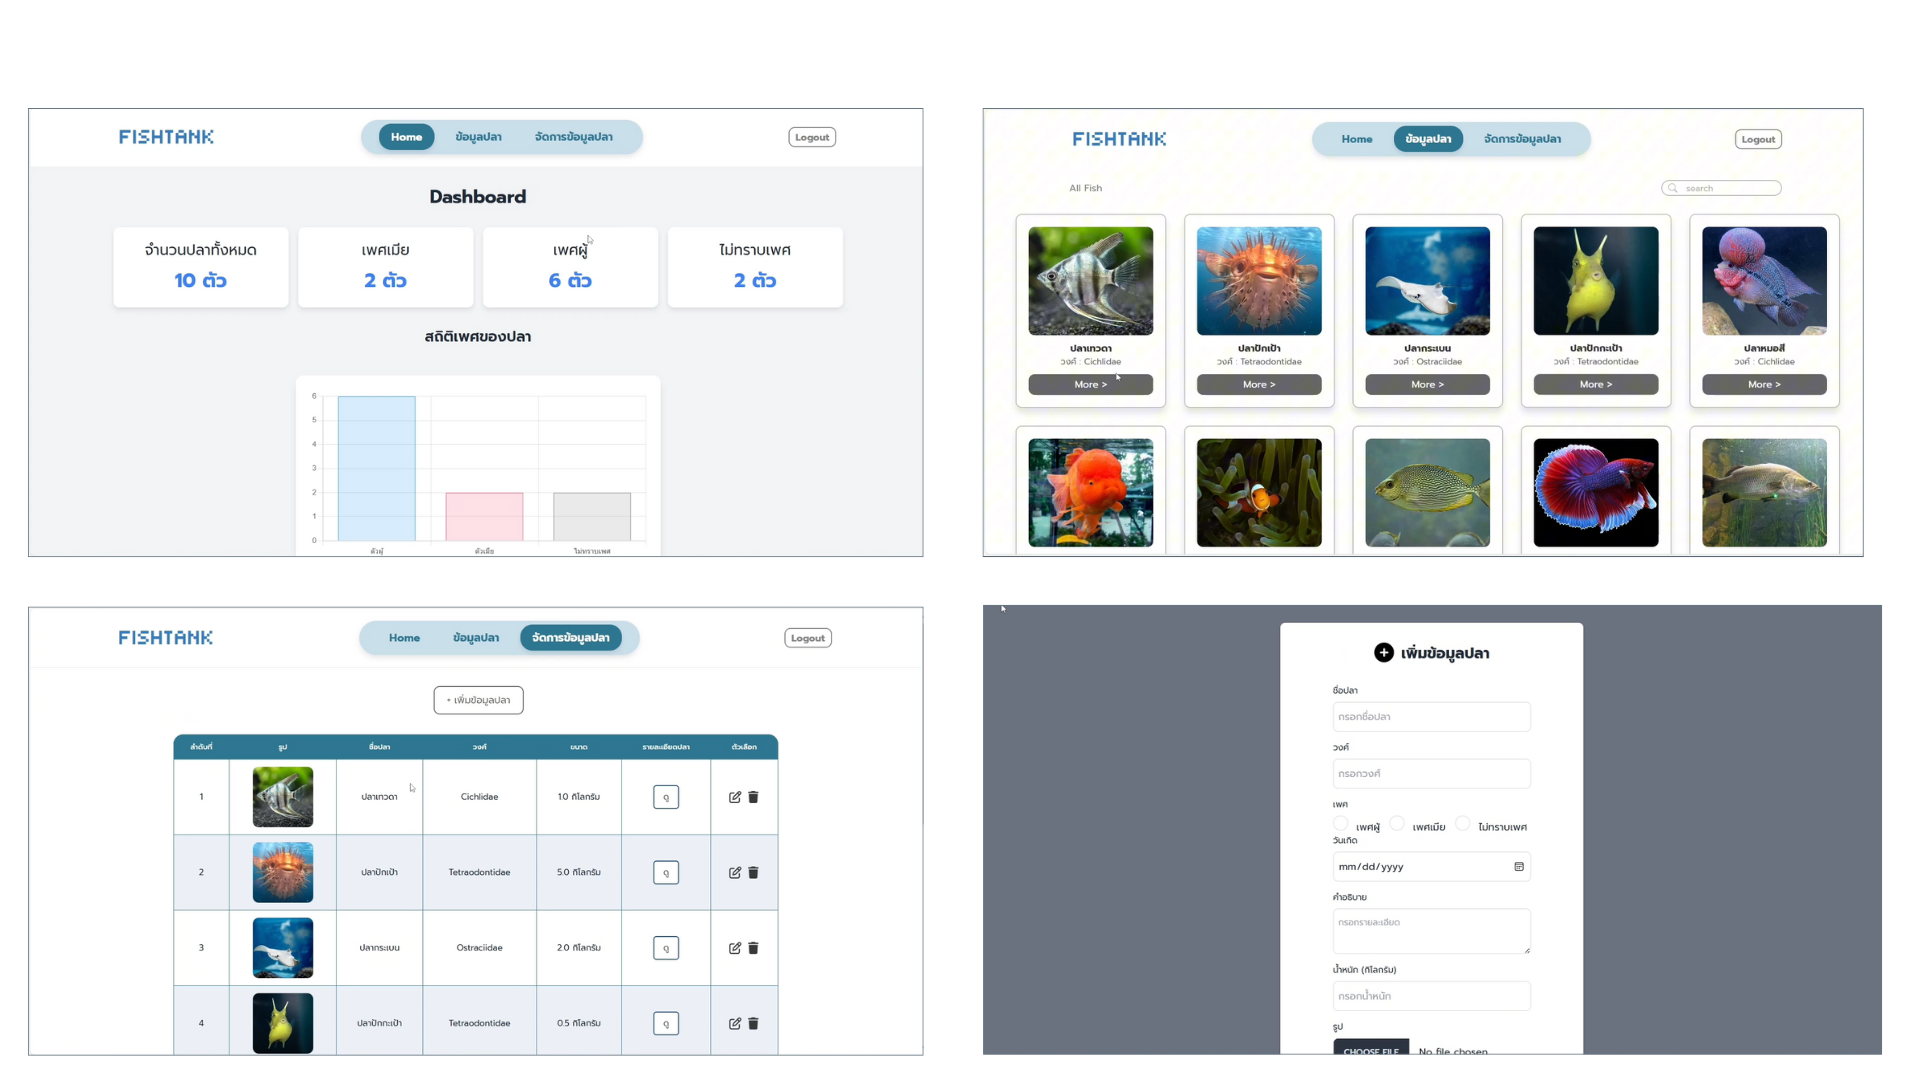 FISHTANK
Home ข้อมูลปลา จัดการข้อมูลปลา
Logout
Dashboard
จำนวนปลาทั้งหมด
10 ตัว
เพศเมีย
2 ตัว
เพศผู้
6 ตัว
ไม่ทราบเพศ
2 ตัว
สถิติเพศของปลา
6
5
4
3
2
1
0
ตัวผู้ ตัวเมีย ไม่ทราบเพศ
FISHTANK
Home ข้อมูลปลา จัดการข้อมูลปลา
Logout
All Fish
search
ปลาเทวดา
วงศ์ : Cichlidae
More >
ปลาปักเป้า
วงศ์ : Tetraodontidae
More >
ปลากระเบน
วงศ์ : Ostraciidae
More >
ปลาปักกะเป้า
วงศ์ : Tetraodontidae
More >
ปลาหมอสี
วงศ์ : Cichlidae
More >
FISHTANK
Home ข้อมูลปลา จัดการข้อมูลปลา
Logout
+ เพิ่มข้อมูลปลา
ลำดับที่ รูป ชื่อปลา วงศ์ ขนาด รายละเอียดปลา ตัวเลือก
1 ปลาเทวดา Cichlidae 1.0 กิโลกรัม ดู
2 ปลาปักเป้า Tetraodontidae 5.0 กิโลกรัม ดู
3 ปลากระเบน Ostraciidae 2.0 กิโลกรัม ดู
4 ปลาปักกะเป้า Tetraodontidae 0.5 กิโลกรัม ดู
เพิ่มข้อมูลปลา
ชื่อปลา
กรอกชื่อปลา
วงศ์
กรอกวงศ์
เพศ
เพศผู้ เพศเมีย ไม่ทราบเพศ
วันเกิด
mm/dd/yyyy
คำอธิบาย
กรอกรายละเอียด
น้ำหนัก (กิโลกรัม)
กรอกน้ำหนัก
รูป
CHOOSE FILE No file chosen